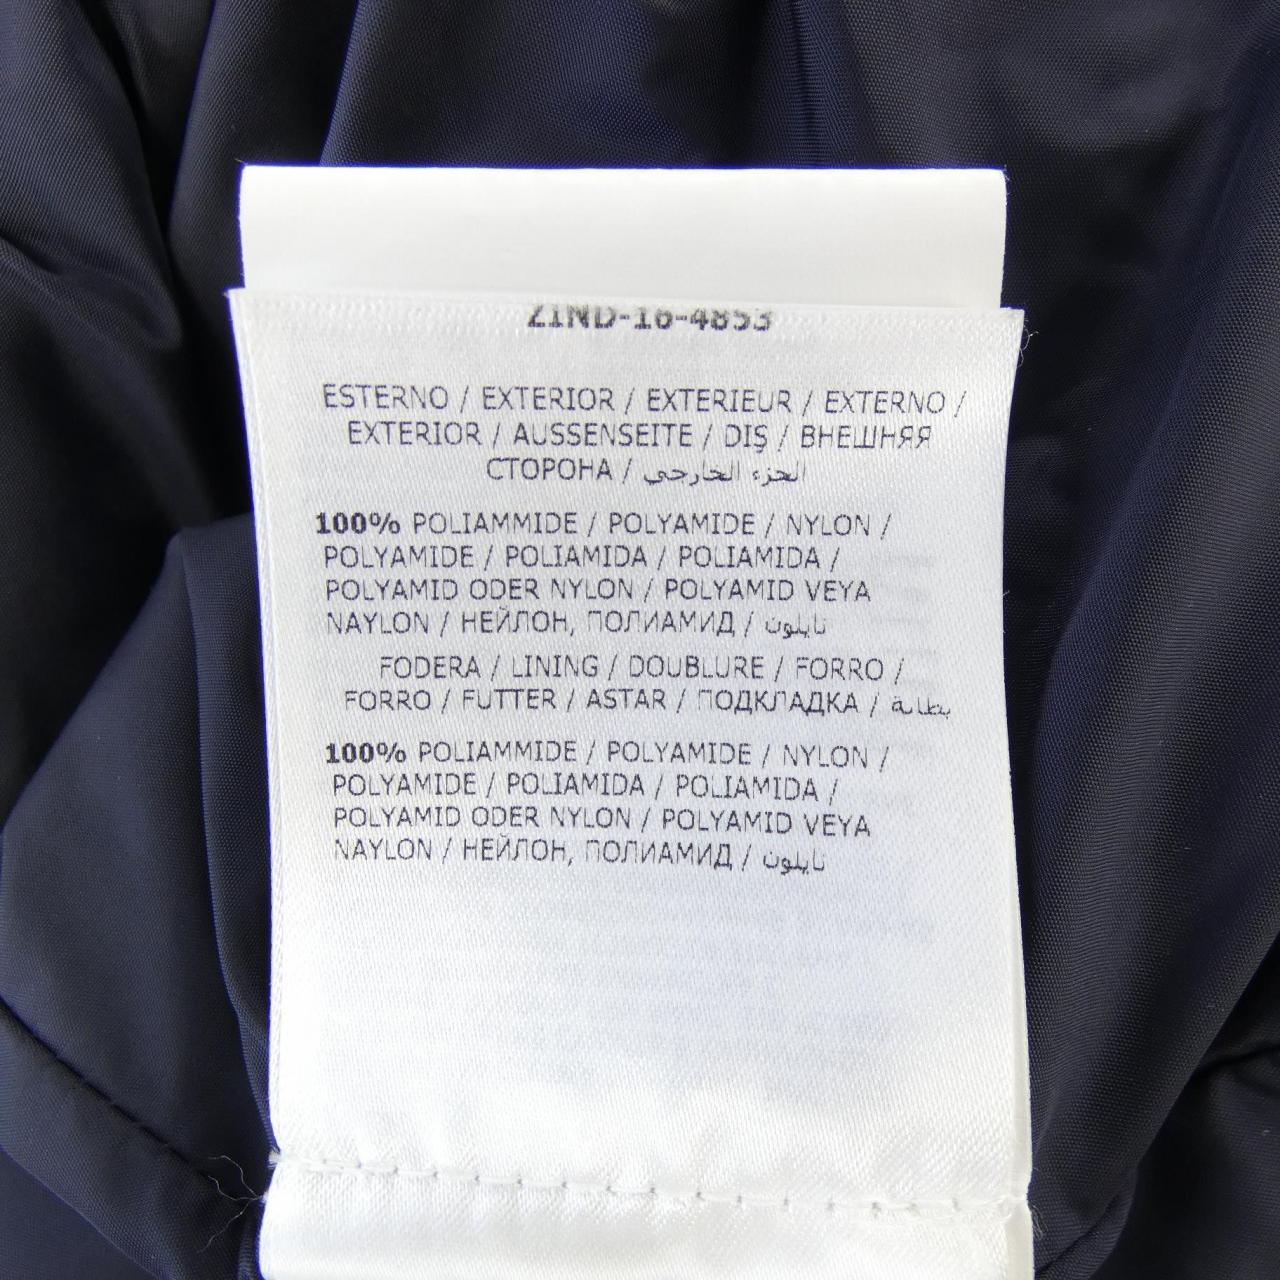 ZIND-16-4853
ESTERNO / EXTERIOR / EXTERIEUR / EXTERNO /
EXTERIOR / AUSSENSEITE / DIŞ / ВНЕШНЯЯ
СТОРОНА / الجزء الخارجي
100% POLIAMMIDE / POLYAMIDE / NYLON /
POLYAMIDE / POLIAMIDA / POLIAMIDA /
POLYAMID ODER NYLON / POLYAMID VEYA
NAYLON / НЕЙЛОН, ПОЛИАМИД / نايلون
FODERA / LINING / DOUBLURE / FORRO /
FORRO / FUTTER / ASTAR / ПОДКЛАДКА / بطانة
100% POLIAMMIDE / POLYAMIDE / NYLON /
POLYAMIDE / POLIAMIDA / POLIAMIDA /
POLYAMID ODER NYLON / POLYAMID VEYA
NAYLON / НЕЙЛОН, ПОЛИАМИД / نايلون